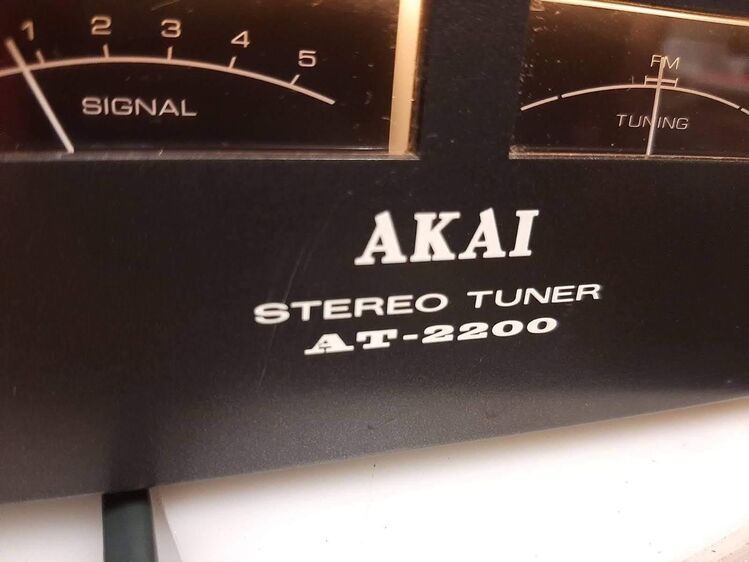 1 2 3 4 5
SIGNAL
FM
TUNING
AKAI
STEREO TUNER
AT-2200